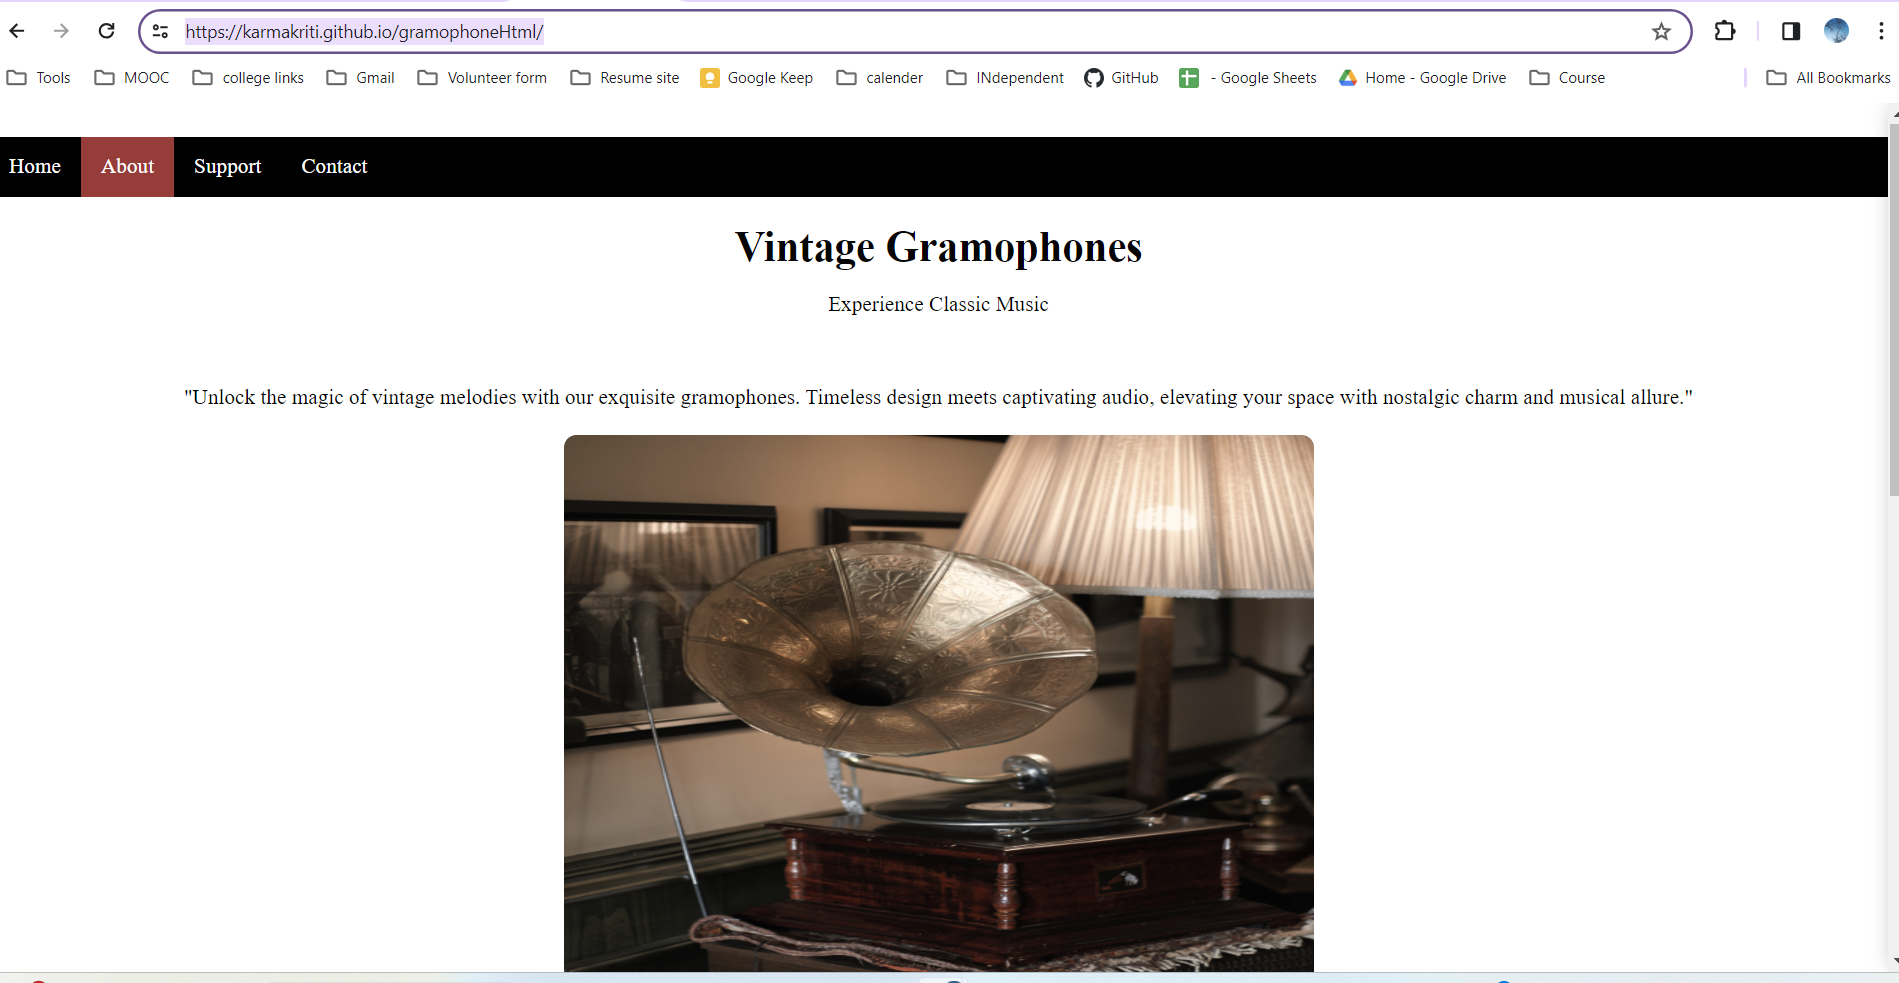 https://karmakriti.github.io/gramophoneHtml/
Tools MOOC college links Gmail Volunteer form Resume site Google Keep calender INdependent GitHub - Google Sheets Home - Google Drive Course All Bookmarks
Home About Support Contact
Vintage Gramophones
Experience Classic Music
"Unlock the magic of vintage melodies with our exquisite gramophones. Timeless design meets captivating audio, elevating your space with nostalgic charm and musical allure."